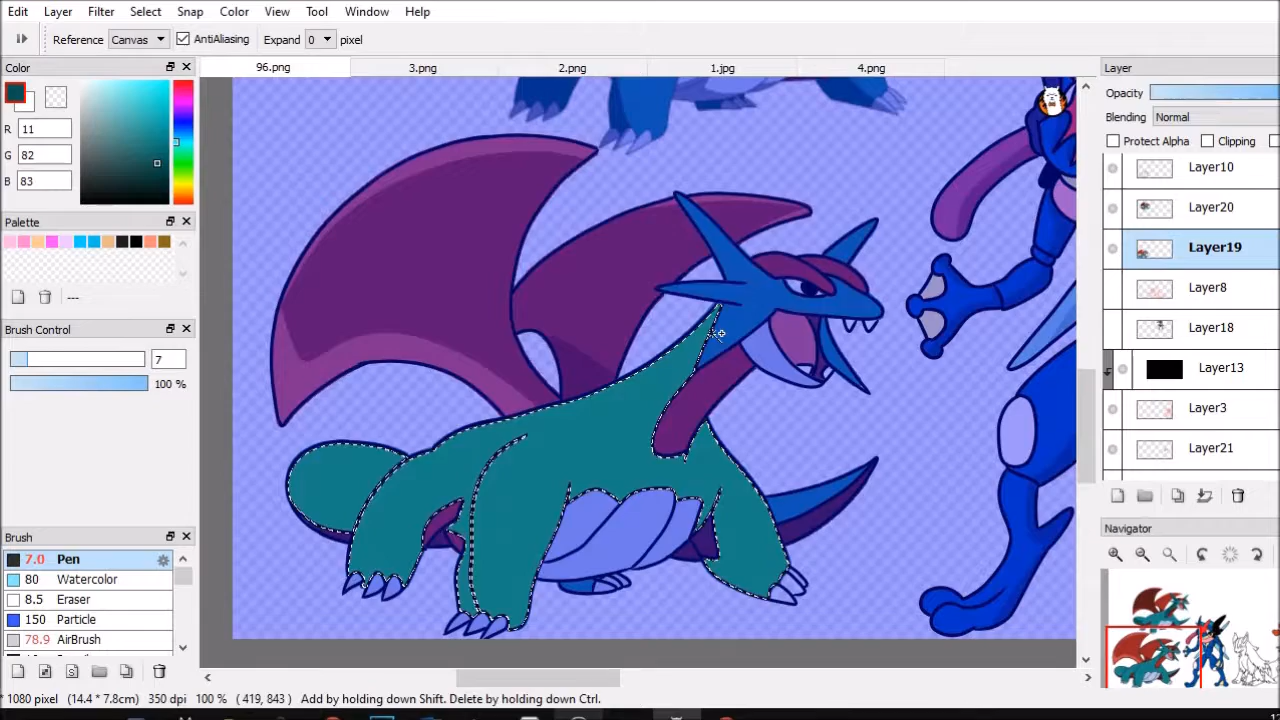 Edit Layer Filter Select Snap Color View Tool Window Help
Reference Canvas AntiAliasing Expand 0 pixel
Color 96.png 3.png 2.png 1.jpg 4.png Layer
Opacity
R 11
Blending Normal
G 82
Protect Alpha Clipping
B 83
Layer10
Layer20
Palette
Layer19
Layer8
---
Brush Control
Layer18
7
Layer13
100 %
Layer3
Layer21
Brush
Navigator
7.0 Pen
80 Watercolor
8.5 Eraser
150 Particle
78.9 AirBrush
* 1080 pixel (14.4 * 7.8cm) 350 dpi 100 % ( 419, 843 ) Add by holding down Shift. Delete by holding down Ctrl.